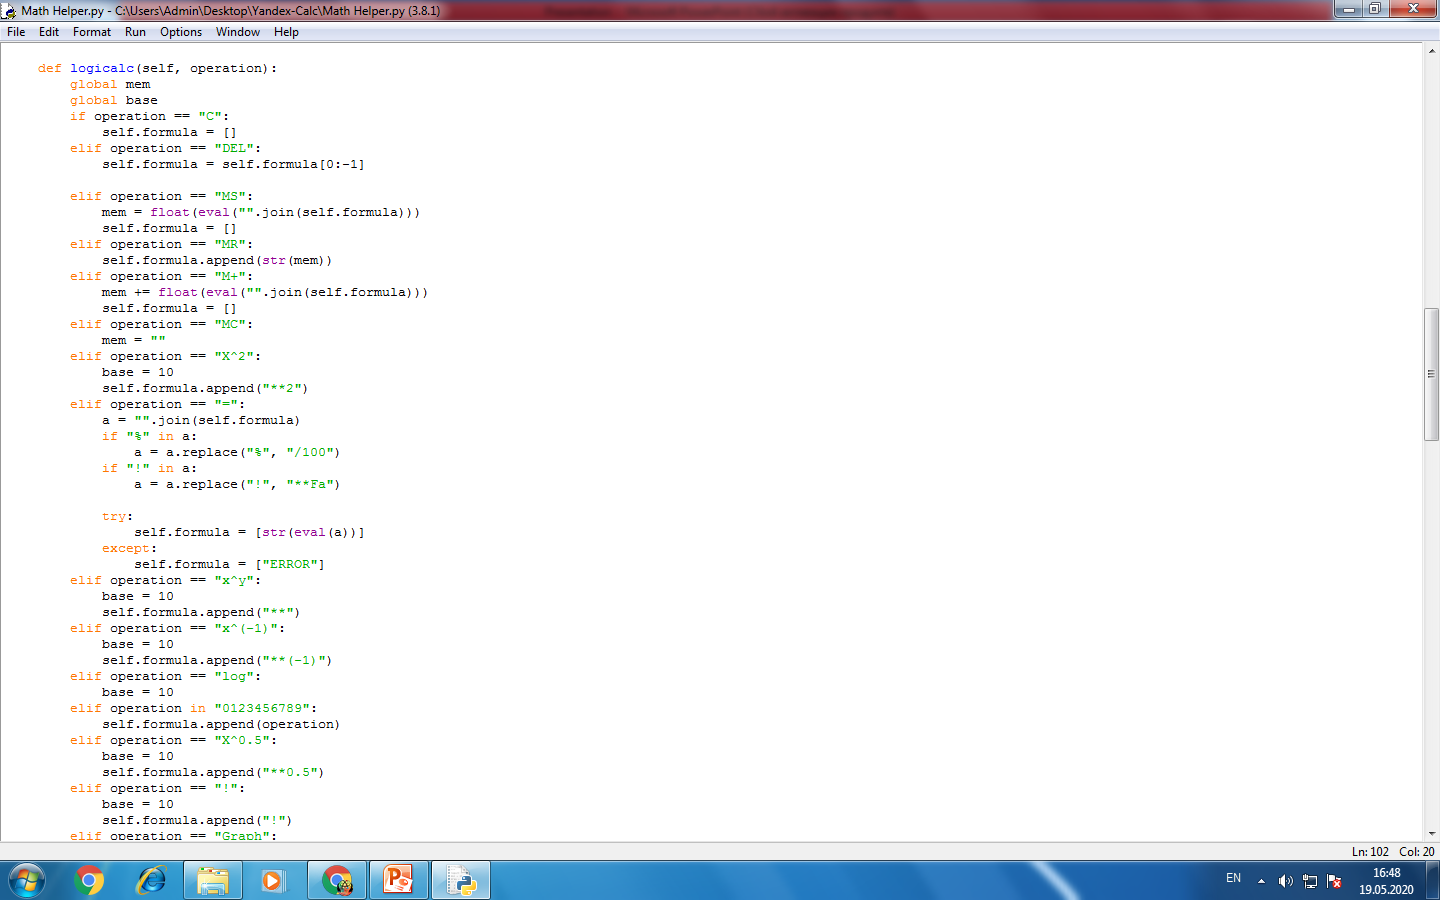 Math Helper.py - C:\Users\Admin\Desktop\Yandex-Calc\Math Helper.py (3.8.1)
File Edit Format Run Options Window Help
def logicalc(self, operation):
global mem
global base
if operation == "C":
self.formula = []
elif operation == "DEL":
self.formula = self.formula[0:-1]
elif operation == "MS":
mem = float(eval("".join(self.formula)))
self.formula = []
elif operation == "MR":
self.formula.append(str(mem))
elif operation == "M+":
mem += float(eval("".join(self.formula)))
self.formula = []
elif operation == "MC":
mem = ""
elif operation == "X^2":
base = 10
self.formula.append("**2")
elif operation == "=":
a = "".join(self.formula)
if "%" in a:
a = a.replace("%", "/100")
if "!" in a:
a = a.replace("!", "**Fa")
try:
self.formula = [str(eval(a))]
except:
self.formula = ["ERROR"]
elif operation == "x^y":
base = 10
self.formula.append("**")
elif operation == "x^(-1)":
base = 10
self.formula.append("**(-1)")
elif operation == "log":
base = 10
elif operation in "0123456789":
self.formula.append(operation)
elif operation == "X^0.5":
base = 10
self.formula.append("**0.5")
elif operation == "!":
base = 10
self.formula.append("!")
elif operation == "Graph":
Ln: 102 Col: 20
EN
16:48
19.05.2020